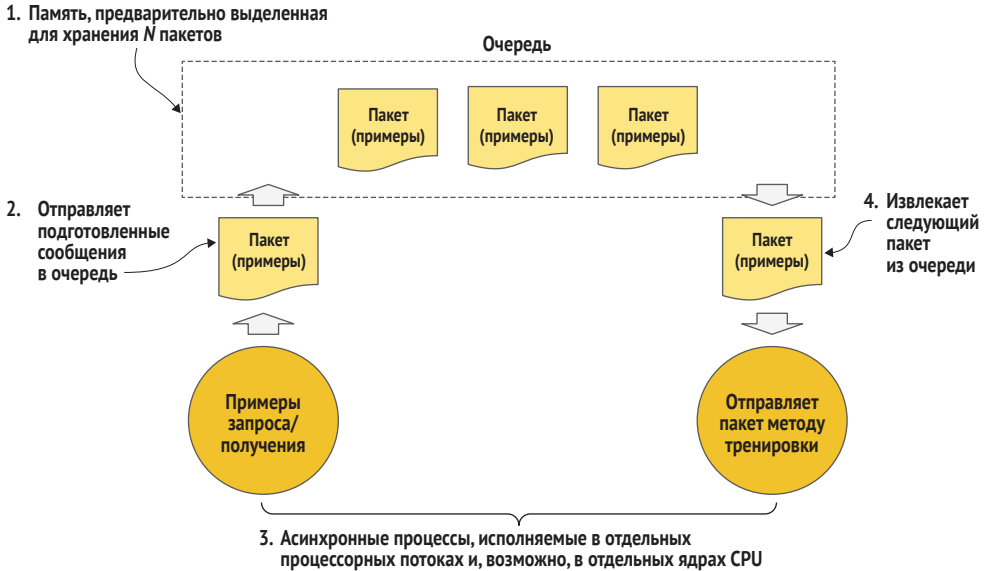 1. Память, предварительно выделенная
для хранения N пакетов
Очередь
Пакет
(примеры)
Пакет
(примеры)
Пакет
(примеры)
2. Отправляет
подготовленные
сообщения
в очередь
Пакет
(примеры)
Пакет
(примеры)
4. Извлекает
следующий
пакет
из очереди
Примеры
запроса/
получения
Отправляет
пакет методу
тренировки
3. Асинхронные процессы, исполняемые в отдельных
процессорных потоках и, возможно, в отдельных ядрах CPU